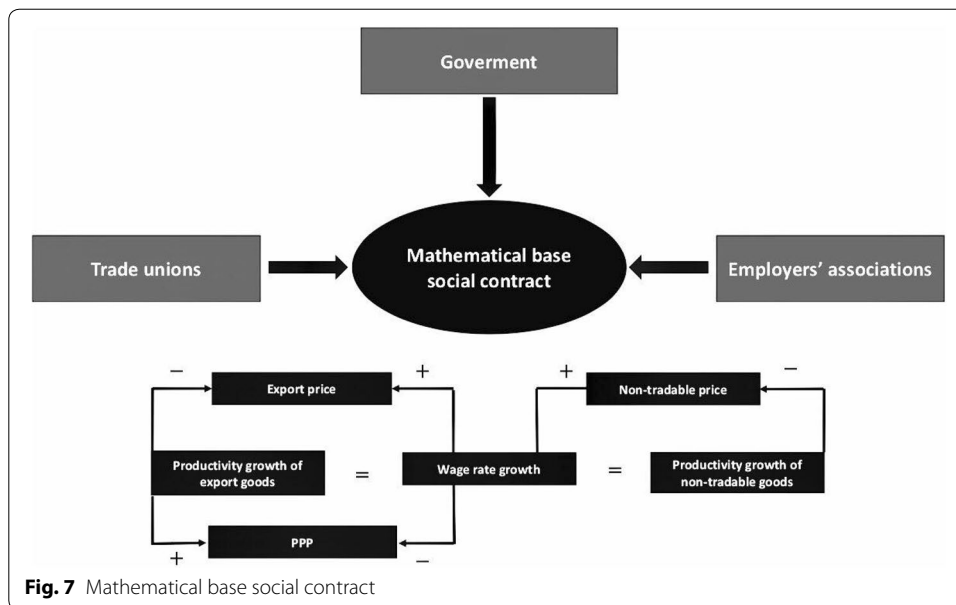 Goverment
Trade unions
Mathematical base
social contract
Employers' associations
− + + −
Export price
Non-tradable price
Productivity growth of
export goods
=
Wage rate growth
=
Productivity growth of
non-tradable goods
PPP
+ −
Fig. 7 Mathematical base social contract